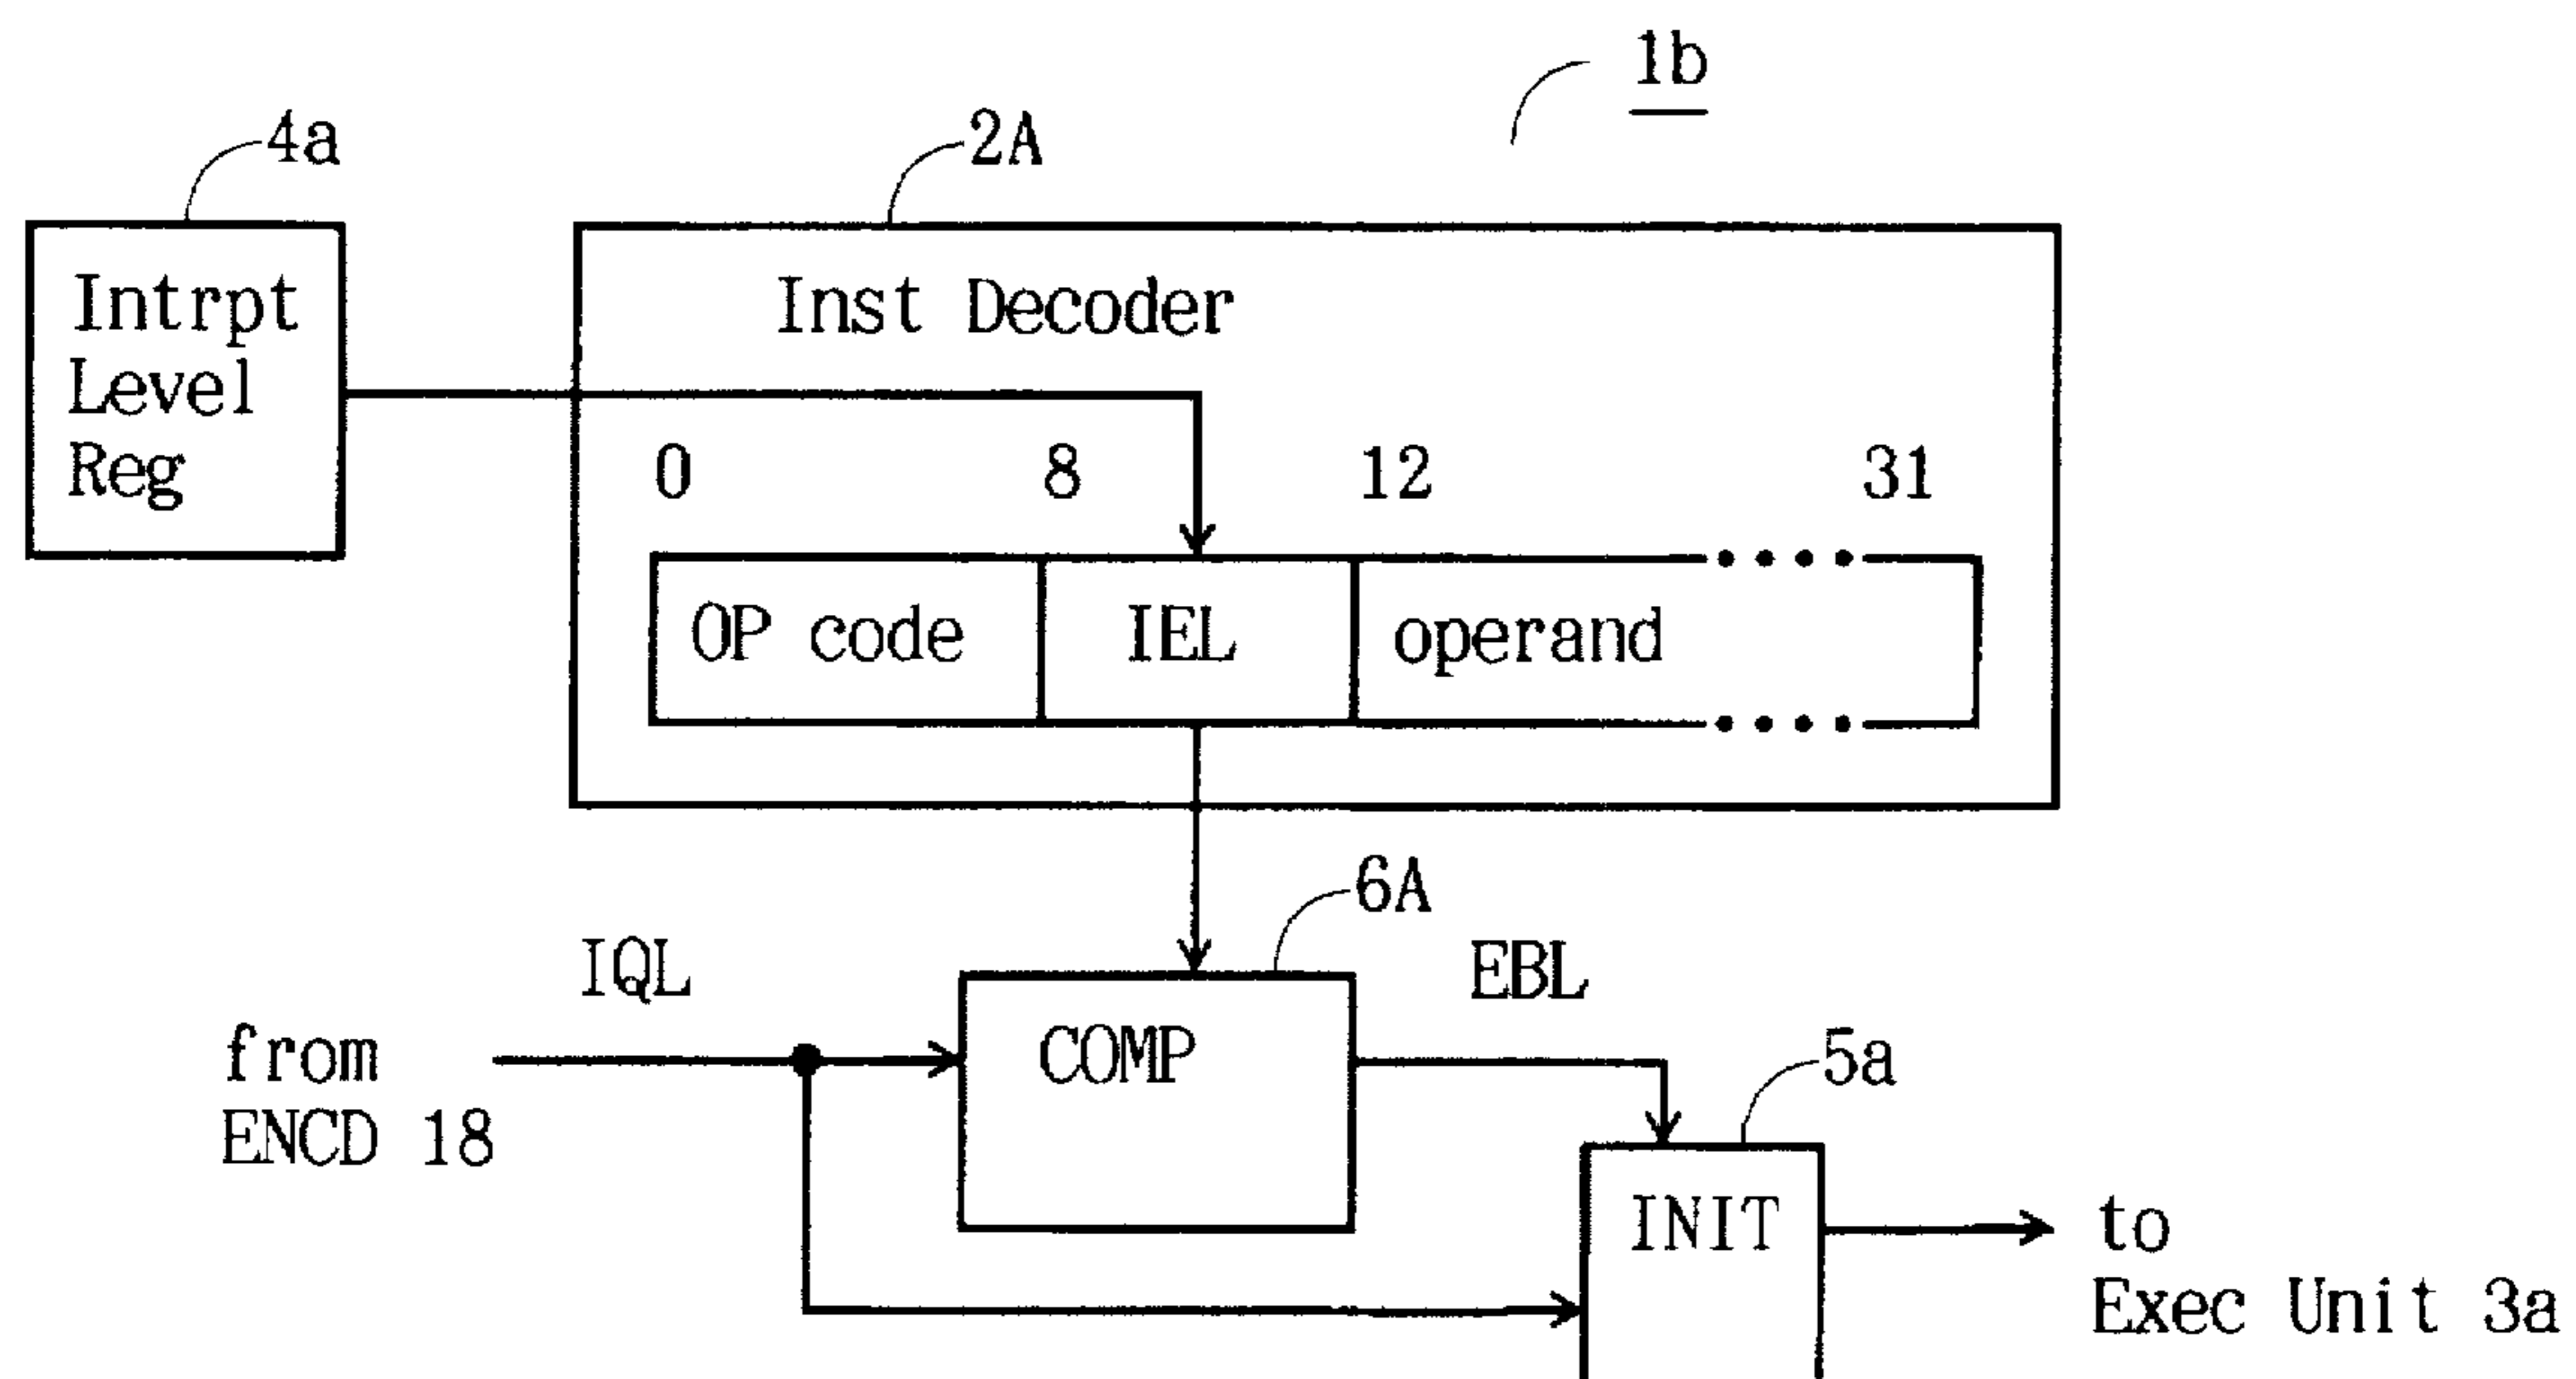 1b
4a
2A
Intrpt
Level
Reg
Inst Decoder
0 8 12 31
OP code IEL operand
6A
IQL
EBL
from
ENCD 18
COMP
5a
INIT
to
Exec Unit 3a